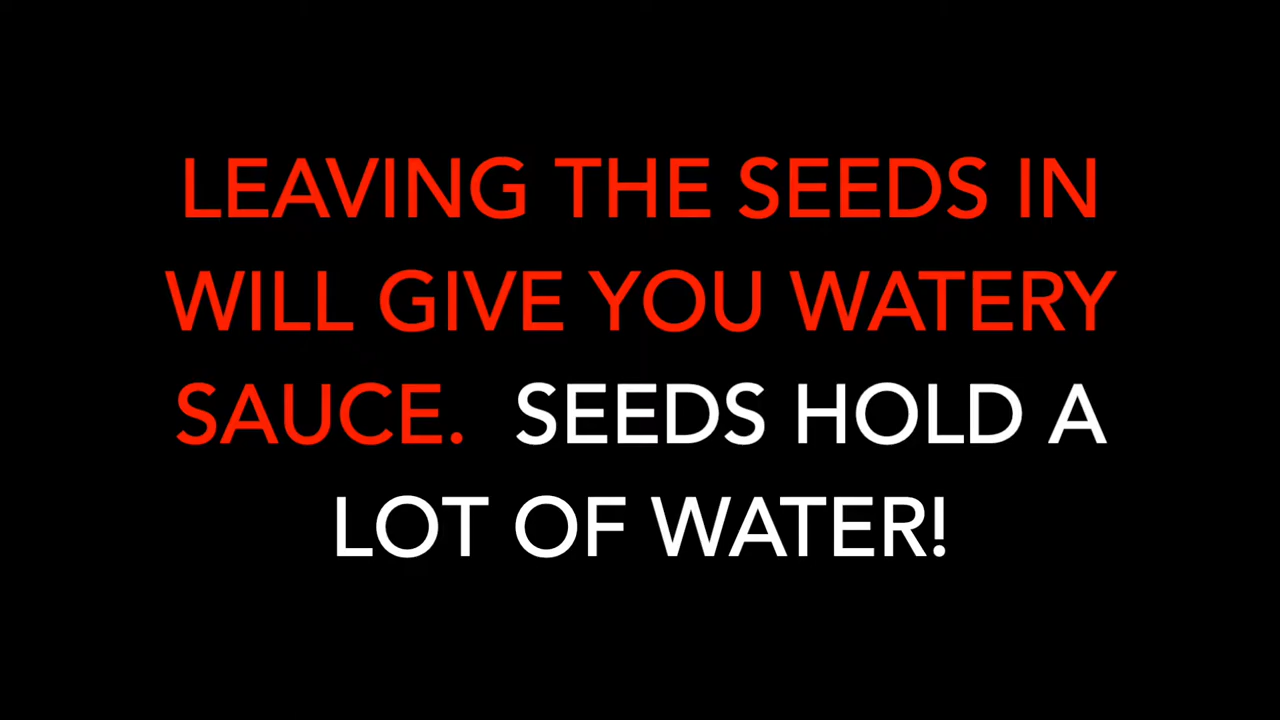 LEAVING THE SEEDS IN
WILL GIVE YOU WATERY
SAUCE.  SEEDS HOLD A
LOT OF WATER!